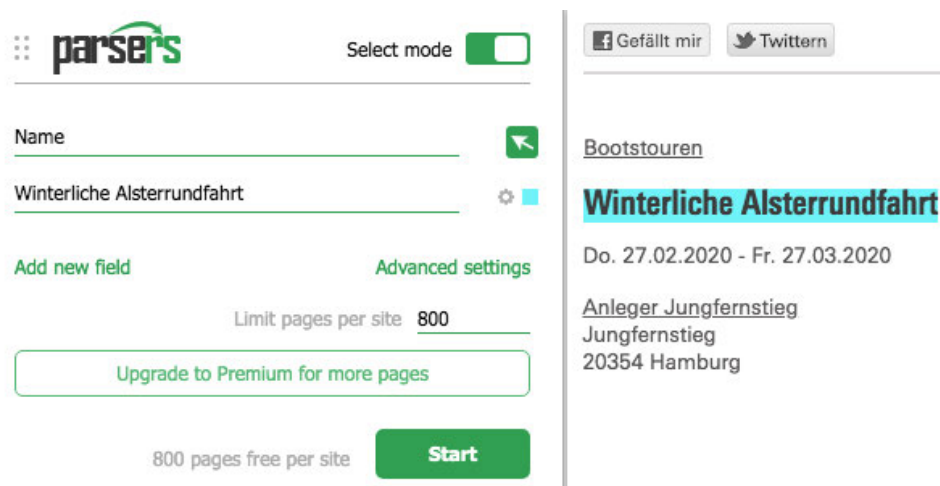 parsers
Select mode
Name
Winterliche Alsterrundfahrt
Add new field
Advanced settings
Limit pages per site 800
Upgrade to Premium for more pages
800 pages free per site
Start
Gefällt mir
Twittern
Bootstouren
Winterliche Alsterrundfahrt
Do. 27.02.2020 - Fr. 27.03.2020
Anleger Jungfernstieg
Jungfernstieg
20354 Hamburg